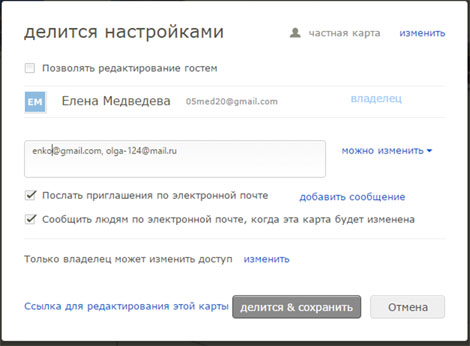 делится настройками
частная карта изменить
Позволять редактирование гостем
EM Елена Медведева 05med20@gmail.com владелец
enko@gmail.com, olga-124@mail.ru
можно изменить
Послать приглашения по электронной почте добавить сообщение
Сообщить людям по электронной почте, когда эта карта будет изменена
Только владелец может изменить доступ изменить
Ссылка для редактирования этой карты делится & сохранить Отмена